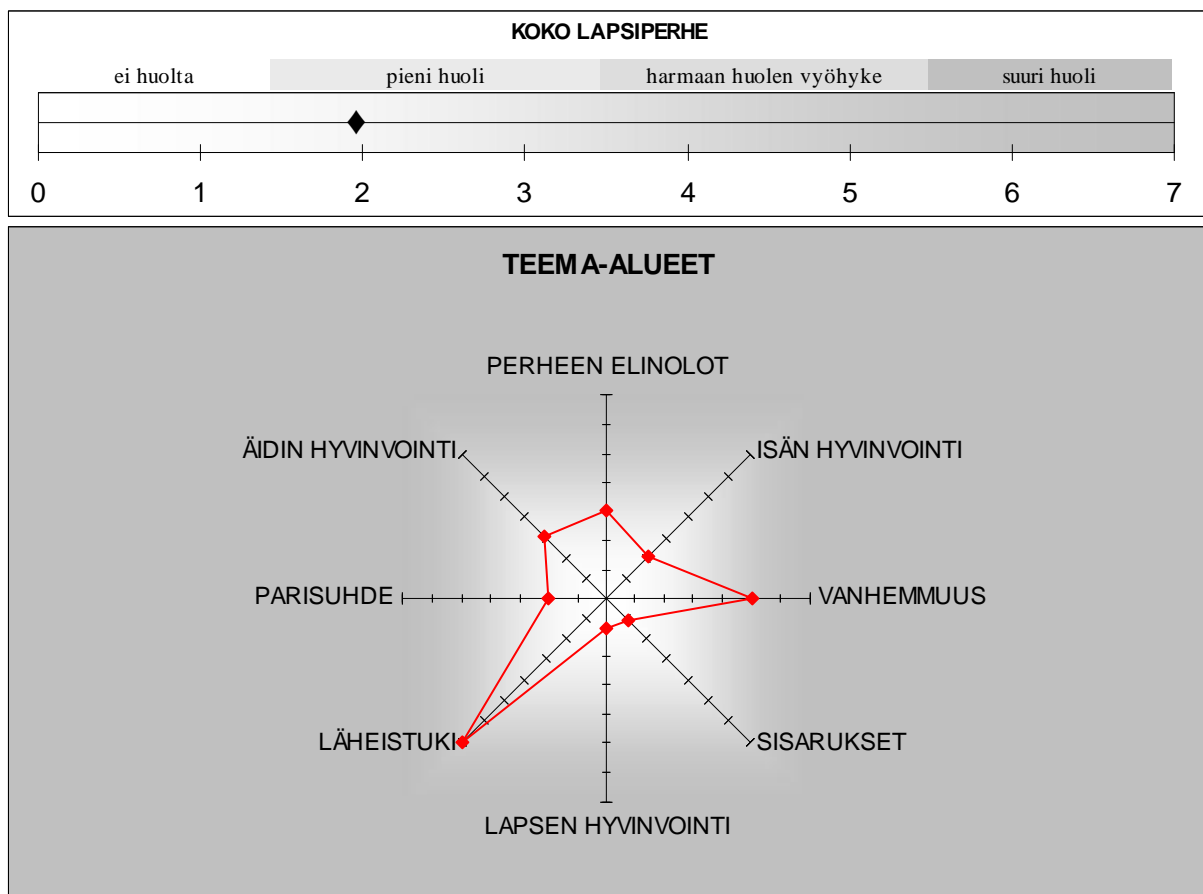 KOKO LAPSIPERHE
ei huolta pieni huoli harmaan huolen vyöhyke suuri huoli
0 1 2 3 4 5 6 7
TEEMA-ALUEET
PERHEEN ELINOLOT
ÄIDIN HYVINVOINTI ISÄN HYVINVOINTI
PARISUHDE VANHEMMUUS
LÄHEISTUKI SISARUKSET
LAPSEN HYVINVOINTI